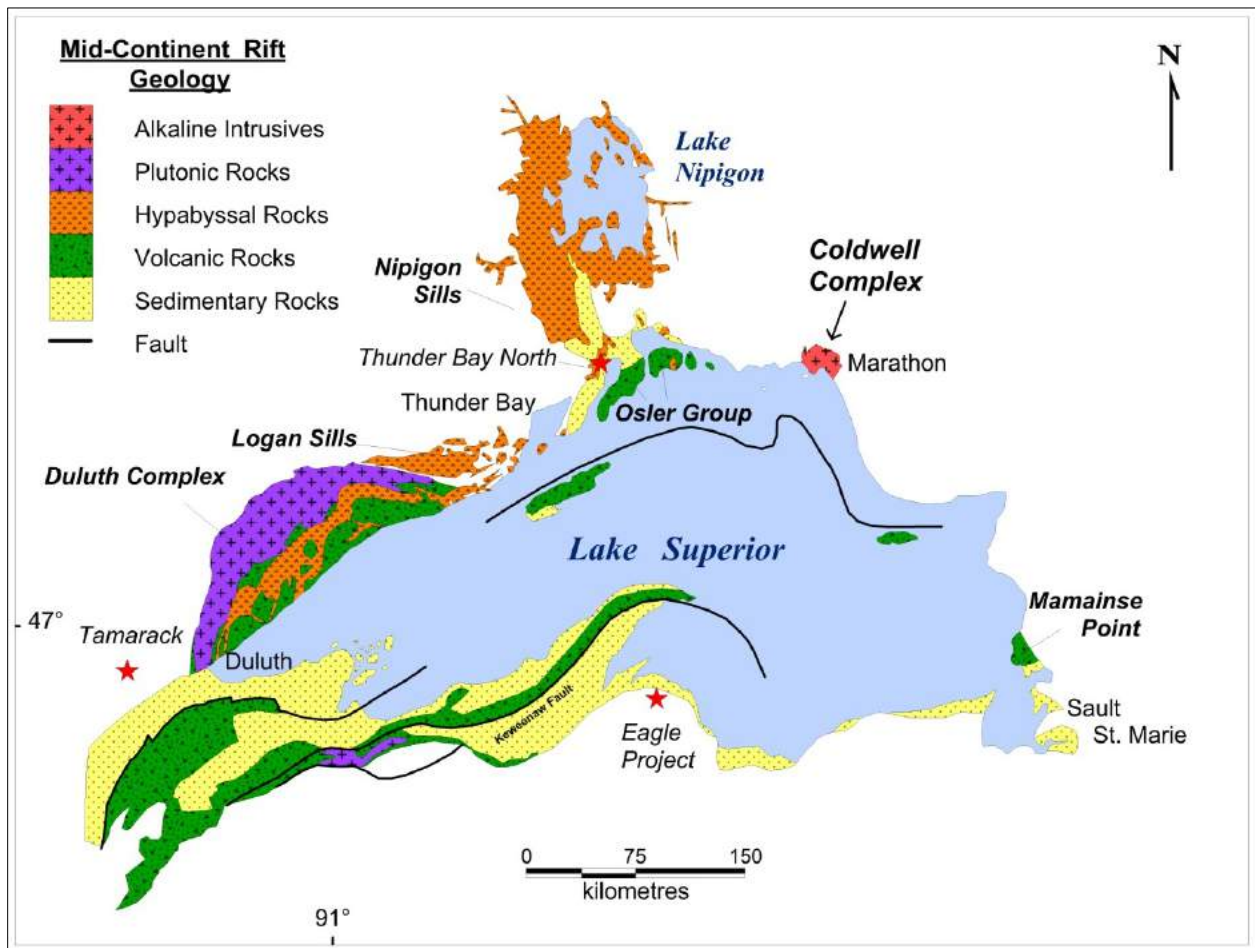 Mid-Continent Rift
Geology
Alkaline Intrusives
Plutonic Rocks
Hypabyssal Rocks
Volcanic Rocks
Sedimentary Rocks
Fault
N
Lake
Nipigon
Nipigon
Sills
Coldwell
Complex
Marathon
Thunder Bay North
Thunder Bay
Osler Group
Logan Sills
Duluth Complex
Lake Superior
47°
Tamarack
Duluth
Mamainse
Point
Keweenaw Fault
Eagle
Project
Sault
St. Marie
0 75 150
kilometres
91°